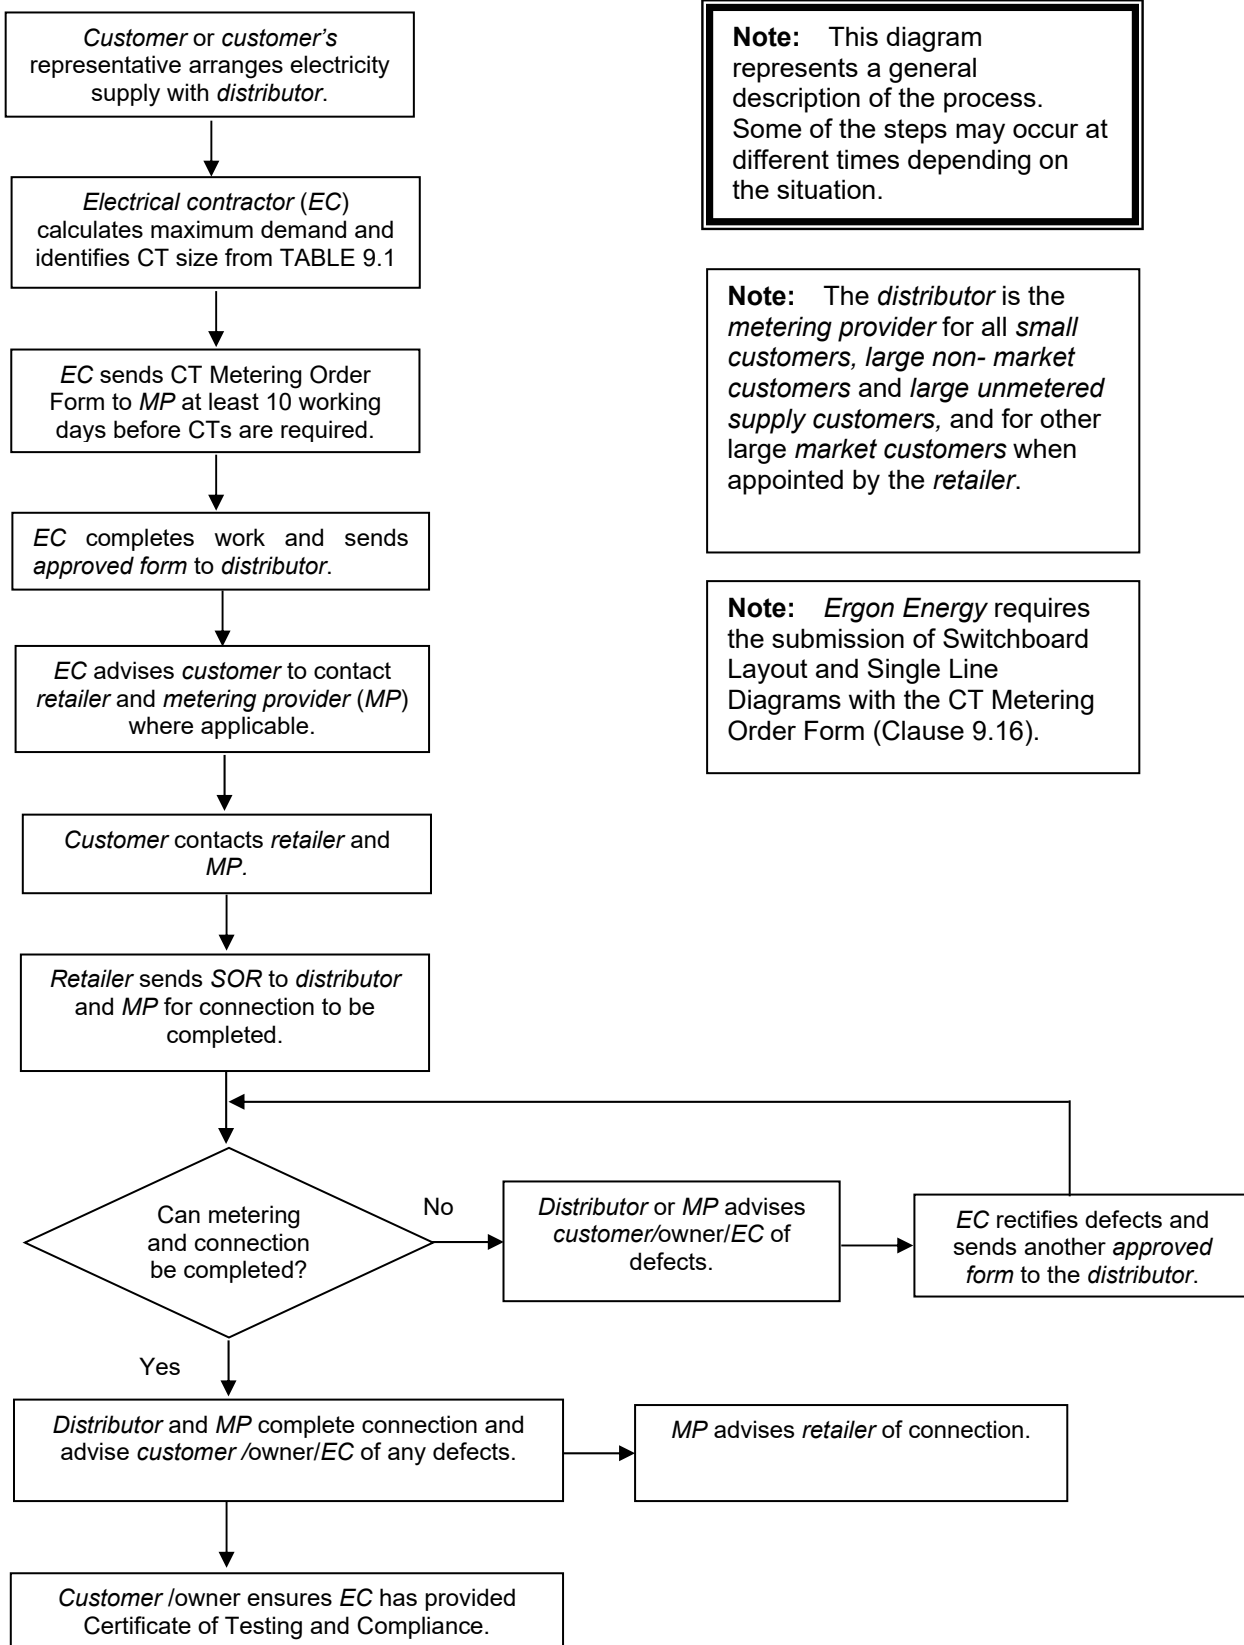 Customer or customer's
representative arranges electricity
supply with distributor.
Electrical contractor (EC)
calculates maximum demand and
identifies CT size from TABLE 9.1
EC sends CT Metering Order
Form to MP at least 10 working
days before CTs are required.
EC completes work and sends
approved form to distributor.
EC advises customer to contact
retailer and metering provider (MP)
where applicable.
Customer contacts retailer and
MP.
Retailer sends SOR to distributor
and MP for connection to be
completed.
Can metering
and connection
be completed?
No
Distributor or MP advises
customer/owner/EC of
defects.
EC rectifies defects and
sends another approved
form to the distributor.
Yes
Distributor and MP complete connection and
advise customer /owner/EC of any defects.
MP advises retailer of connection.
Customer /owner ensures EC has provided
Certificate of Testing and Compliance.
Note: This diagram
represents a general
description of the process.
Some of the steps may occur at
different times depending on
the situation.
Note: The distributor is the
metering provider for all small
customers, large non- market
customers and large unmetered
supply customers, and for other
large market customers when
appointed by the retailer.
Note: Ergon Energy requires
the submission of Switchboard
Layout and Single Line
Diagrams with the CT Metering
Order Form (Clause 9.16).